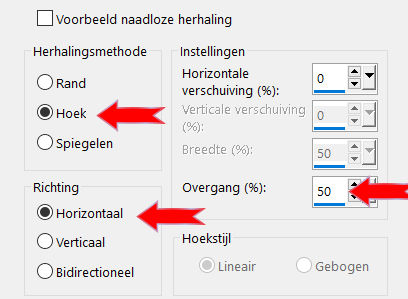 Voorbeeld naadloze herhaling
Herhalingsmethode
Rand
Hoek
Spiegelen
Richting
Horizontaal
Verticaal
Bidirectioneel
Instellingen
Horizontale
verschuiving (%):
0
Verticale verschuiving
(%):
0
Breedte (%):
50
Overgang (%):
50
Hoekstijl
Lineair
Gebogen